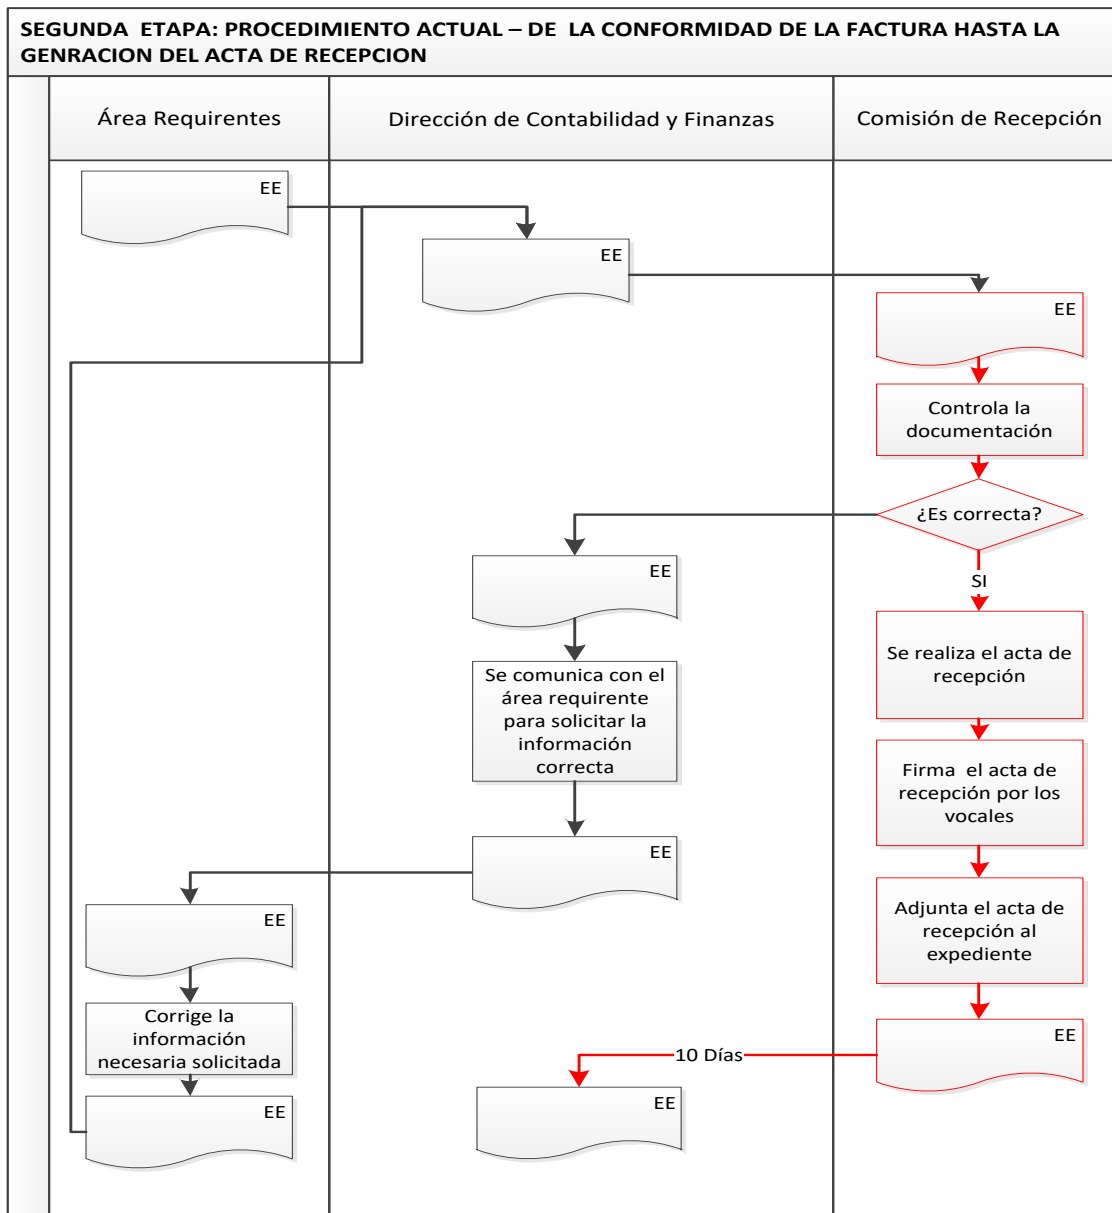 SEGUNDA ETAPA: PROCEDIMIENTO ACTUAL – DE LA CONFORMIDAD DE LA FACTURA HASTA LA
GENRACION DEL ACTA DE RECEPCION
Área Requirentes
Dirección de Contabilidad y Finanzas
Comisión de Recepción
EE
EE
EE
Controla la
documentación
¿Es correcta?
SI
EE
Se comunica con el
área requirente
para solicitar la
información
correcta
EE
Se realiza el acta de
recepción
Firma el acta de
recepción por los
vocales
Adjunta el acta de
recepción al
expediente
EE
Corrige la
información
necesaria solicitada
EE
EE
10 Días
EE